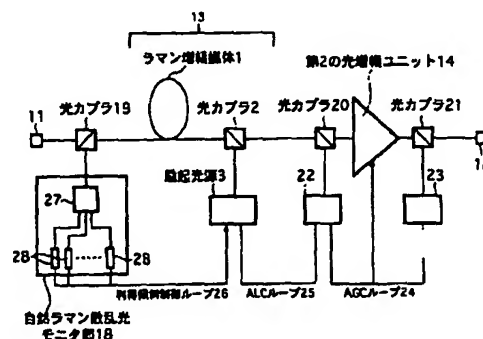 13
ラマン増幅媒体1
第2の光増幅ユニット14
光カプラ19
光カプラ2
光カプラ20
光カプラ21
11
励起光源3
27
22
23
28
28
利得傾斜制御ループ26
ALCループ25
AGCループ24
自然ラマン散乱光
モニタ部18